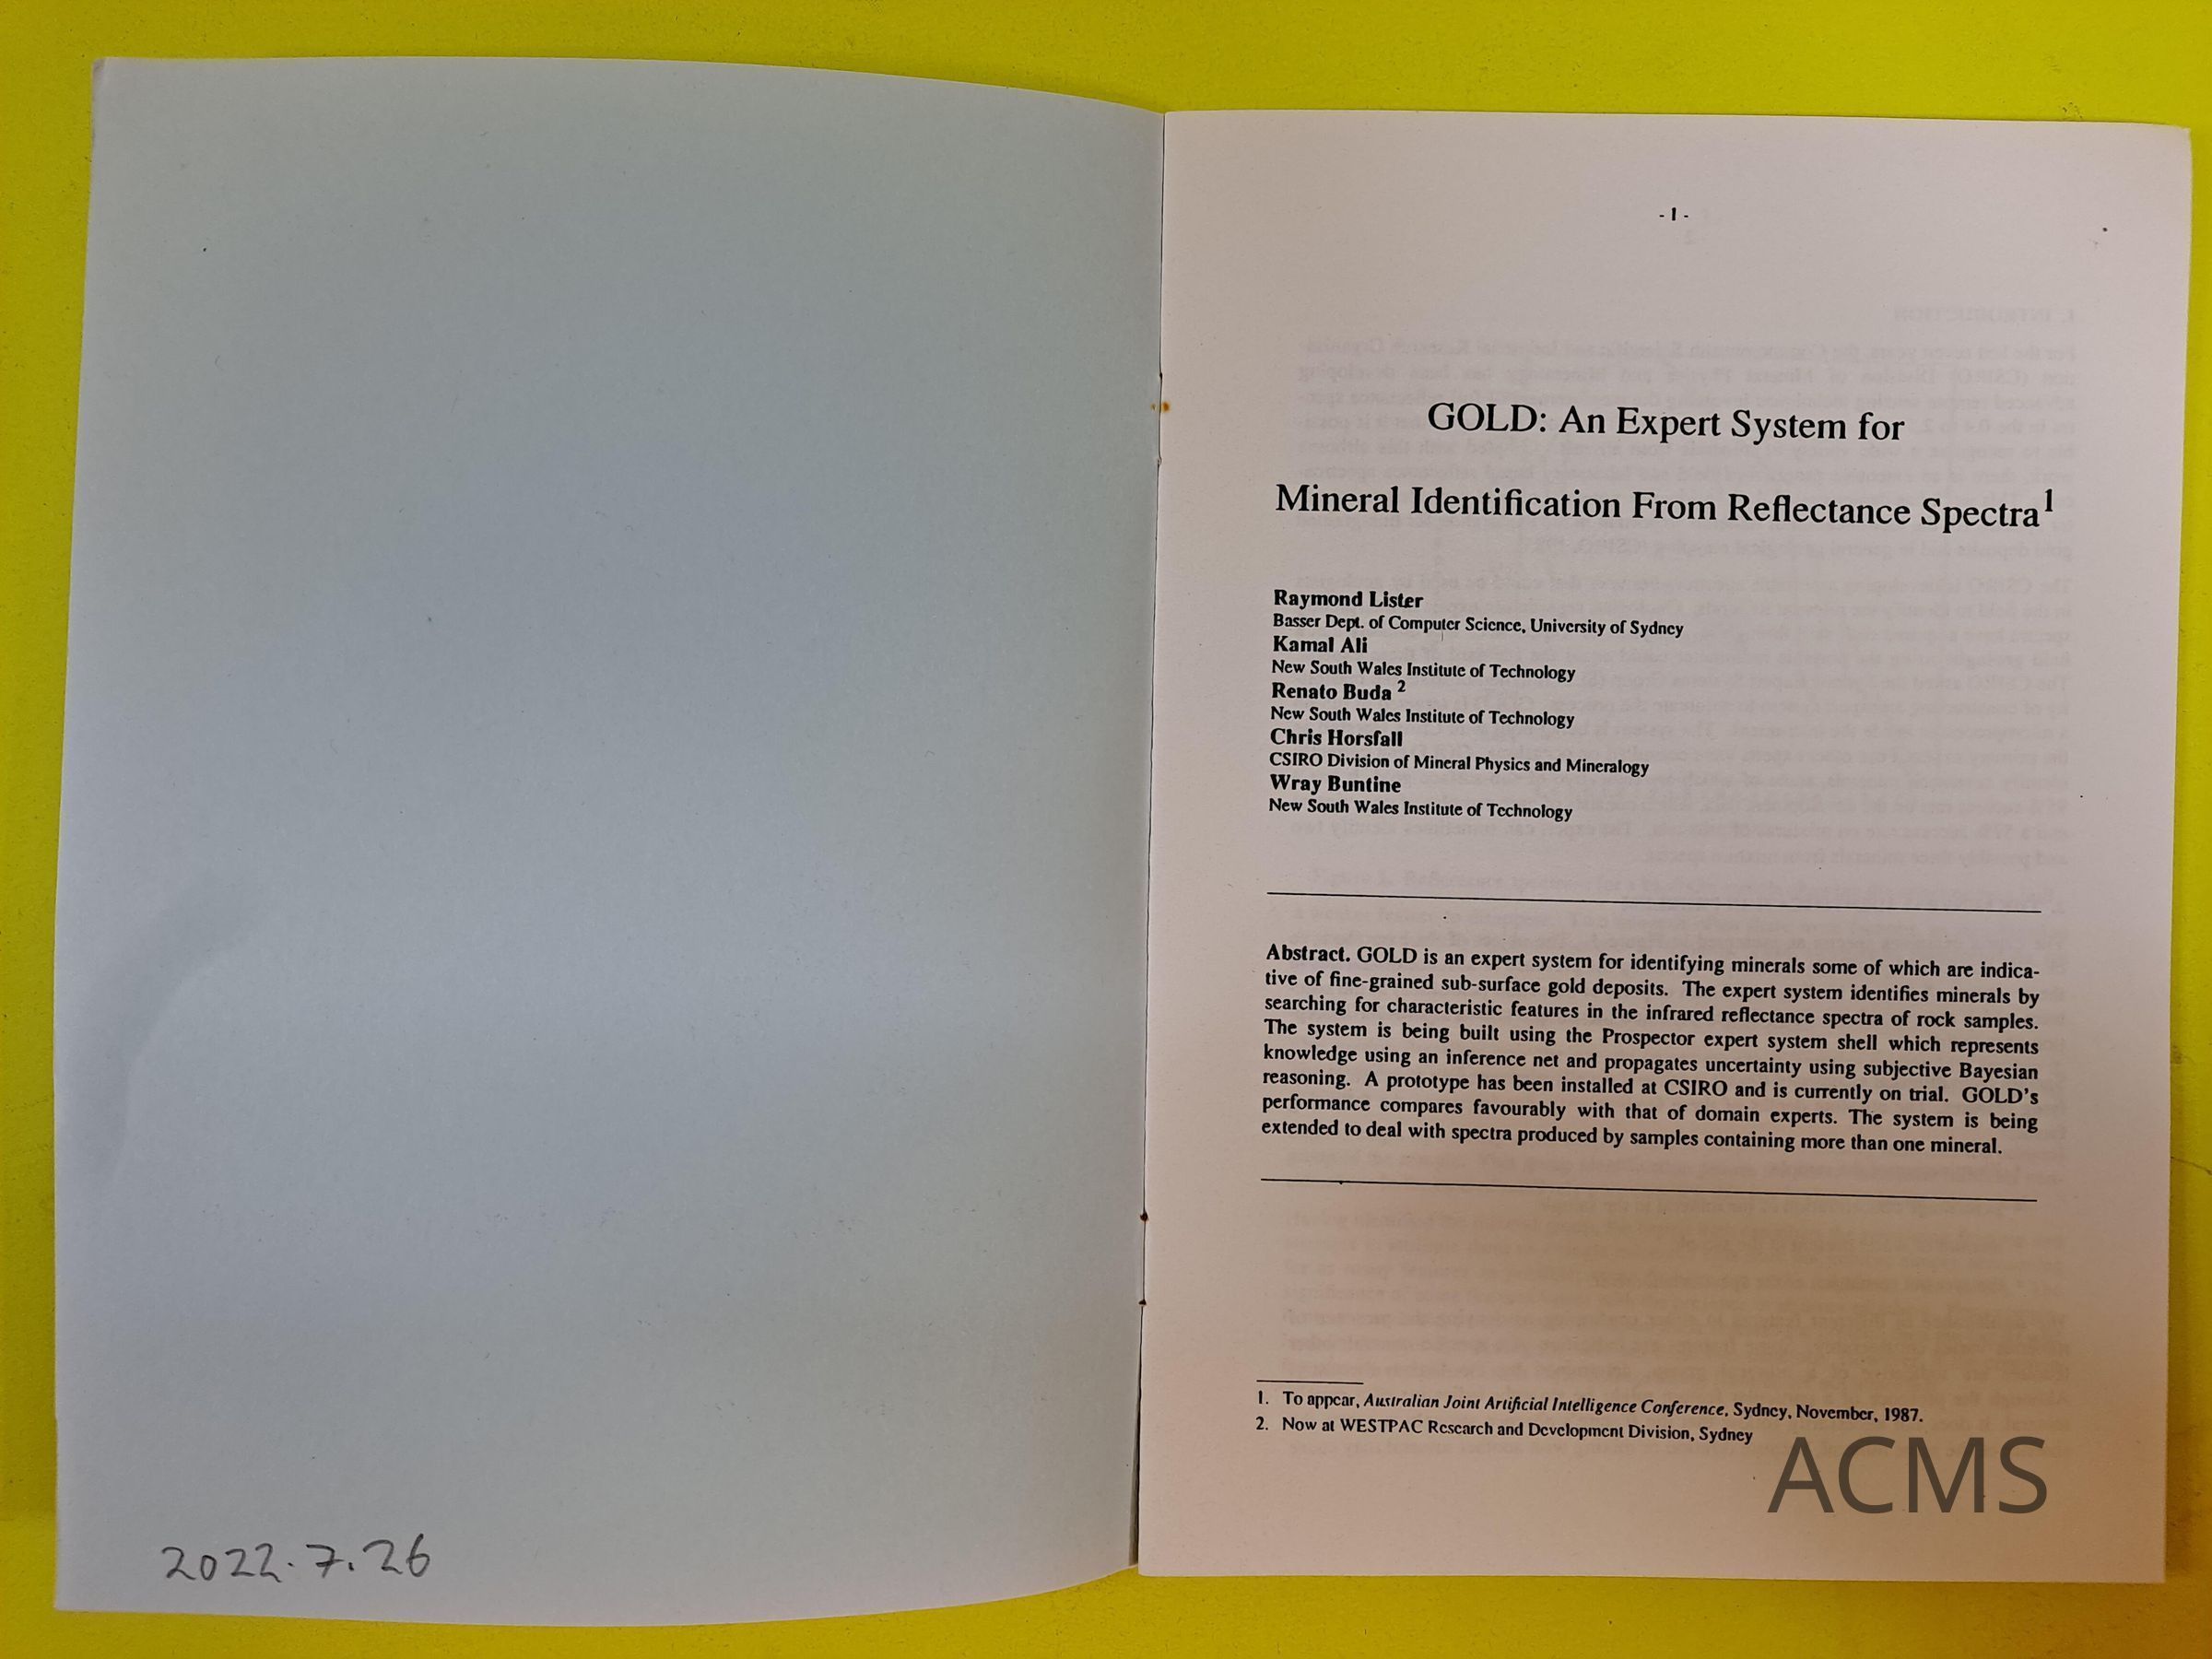 2022.7.26
- 1 -
GOLD: An Expert System for
Mineral Identification From Reflectance Spectra1
Raymond Lister
Basser Dept. of Computer Science, University of Sydney
Kamal Ali
New South Wales Institute of Technology
Renato Buda 2
New South Wales Institute of Technology
Chris Horsfall
CSIRO Division of Mineral Physics and Mineralogy
Wray Buntine
New South Wales Institute of Technology
Abstract. GOLD is an expert system for identifying minerals some of which are indica-
tive of fine-grained sub-surface gold deposits. The expert system identifies minerals by
searching for characteristic features in the infrared reflectance spectra of rock samples.
The system is being built using the Prospector expert system shell which represents
knowledge using an inference net and propagates uncertainty using subjective Bayesian
reasoning. A prototype has been installed at CSIRO and is currently on trial. GOLD's
performance compares favourably with that of domain experts. The system is being
extended to deal with spectra produced by samples containing more than one mineral.
1. To appear, Australian Joint Artificial Intelligence Conference, Sydney, November, 1987.
2. Now at WESTPAC Research and Development Division, Sydney
ACMS